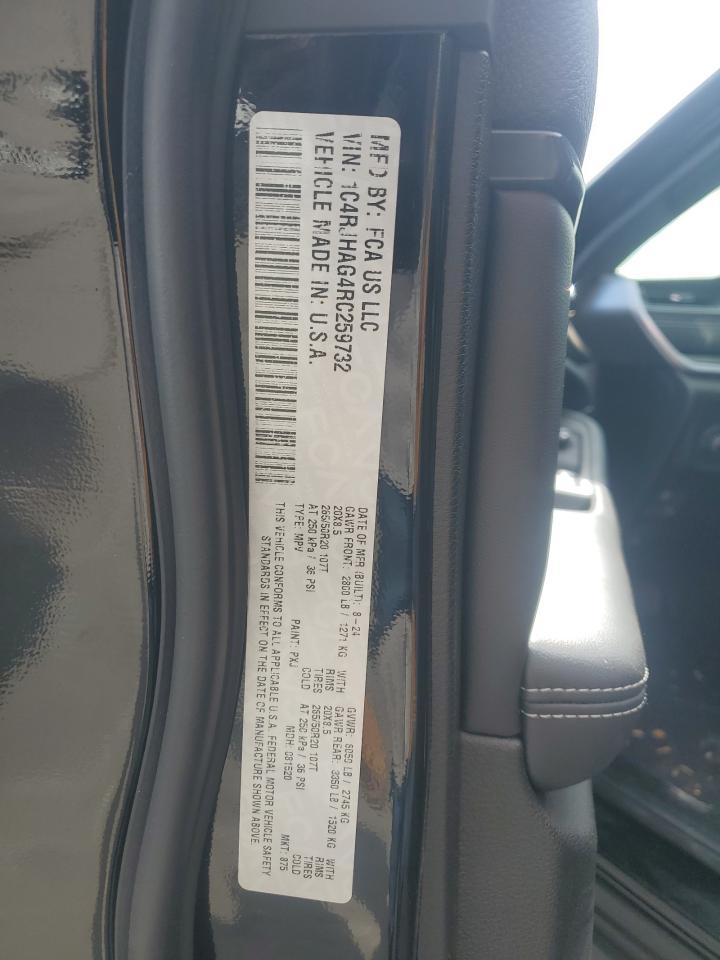 MFD BY: FCA US LLC
VIN: 1C4RJHAG4RC259732
VEHICLE MADE IN: U.S.A.
DATE OF MFR (BUILT): 8-24 GVWR: 6050 LB / 2745 KG
GAWR FRONT: 2800 LB / 1271 KG WITH GAWR REAR: 3350 LB / 1520 KG WITH
20X8.5 RIMS 20X8.5 RIMS
265/50R20 107T TIRES 265/50R20 107T TIRES
AT 250 kPa / 36 PSI COLD AT 250 kPa / 36 PSI COLD
TYPE: MPV PAINT: PXJ MDH: 081520 MKT: 875
THIS VEHICLE CONFORMS TO ALL APPLICABLE U.S.A. FEDERAL MOTOR VEHICLE SAFETY
STANDARDS IN EFFECT ON THE DATE OF MANUFACTURE SHOWN ABOVE.